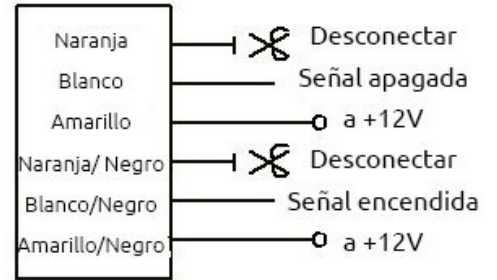 Naranja Desconectar
Blanco Señal apagada
Amarillo a +12V
Naranja/ Negro Desconectar
Blanco/Negro Señal encendida
Amarillo/Negro a +12V